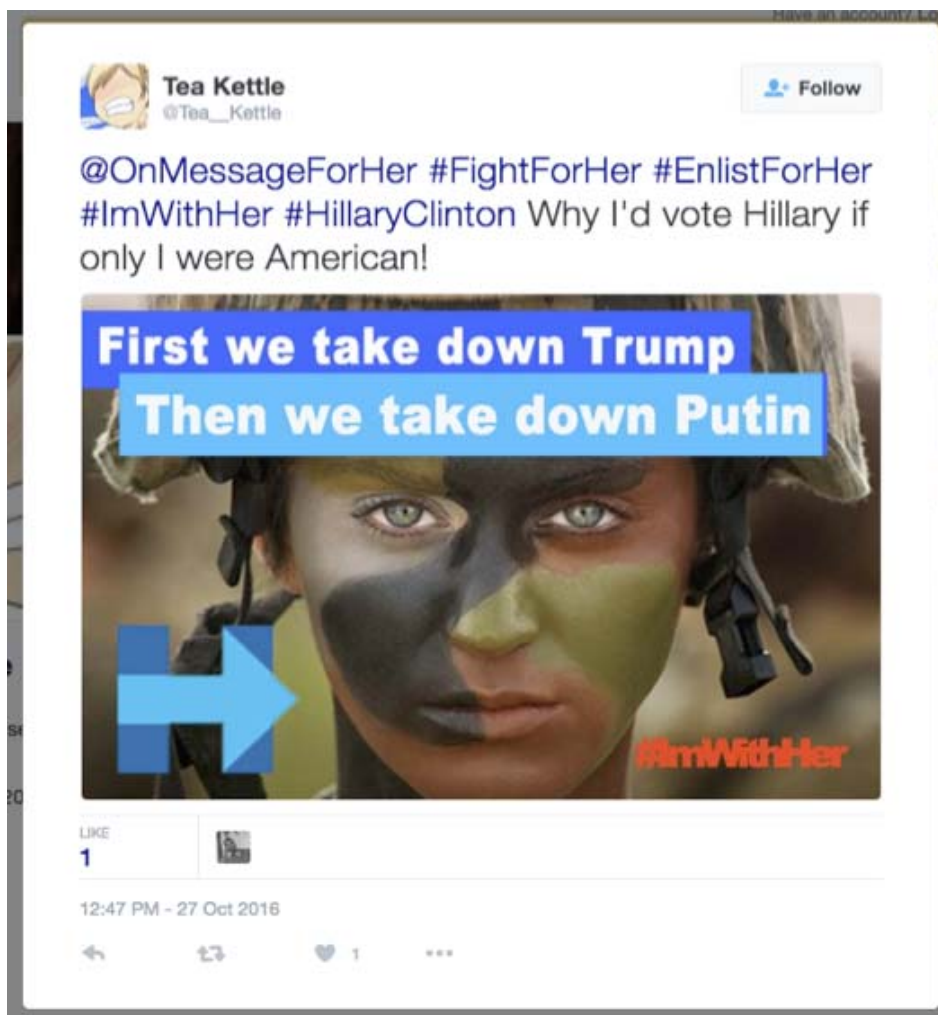 Have an account? Lo
Tea Kettle
@Tea__Kettle
Follow
@OnMessageForHer #FightForHer #EnlistForHer
#ImWithHer #HillaryClinton Why I'd vote Hillary if
only I were American!
First we take down Trump
Then we take down Putin
H
#ImWithHer
LIKE
1
12:47 PM - 27 Oct 2016
1